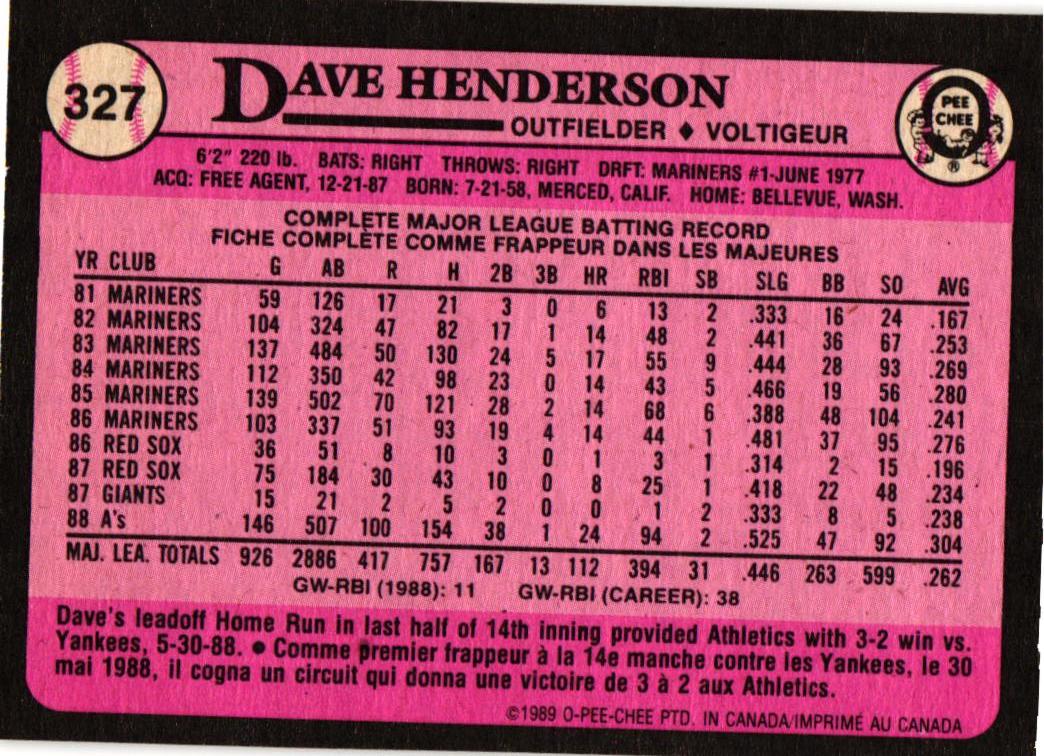 327
DAVE HENDERSON
OUTFIELDER ♦ VOLTIGEUR
O
PEE
CHEE
®
6'2" 220 lb. BATS: RIGHT THROWS: RIGHT DRFT: MARINERS #1-JUNE 1977
ACQ: FREE AGENT, 12-21-87 BORN: 7-21-58, MERCED, CALIF. HOME: BELLEVUE, WASH.
COMPLETE MAJOR LEAGUE BATTING RECORD
FICHE COMPLÈTE COMME FRAPPEUR DANS LES MAJEURES
YR CLUB G AB R H 2B 3B HR RBI SB SLG BB SO AVG
81 MARINERS 59 126 17 21 3 0 6 13 2 .333 16 24 .167
82 MARINERS 104 324 47 82 17 1 14 48 2 .441 36 67 .253
83 MARINERS 137 484 50 130 24 5 17 55 9 .444 28 93 .269
84 MARINERS 112 350 42 98 23 0 14 43 5 .466 19 56 .280
85 MARINERS 139 502 70 121 28 2 14 68 6 .388 48 104 .241
86 MARINERS 103 337 51 93 19 4 14 44 1 .481 37 95 .276
86 RED SOX 36 51 8 10 3 0 1 3 1 .314 2 15 .196
87 RED SOX 75 184 30 43 10 0 8 25 1 .418 22 48 .234
87 GIANTS 15 21 2 5 2 0 0 1 2 .333 8 5 .238
88 A's 146 507 100 154 38 1 24 94 2 .525 47 92 .304
MAJ. LEA. TOTALS 926 2886 417 757 167 13 112 394 31 .446 263 599 .262
GW-RBI (1988): 11 GW-RBI (CAREER): 38
Dave's leadoff Home Run in last half of 14th inning provided Athletics with 3-2 win vs.
Yankees, 5-30-88. ● Comme premier frappeur à la 14e manche contre les Yankees, le 30
mai 1988, il cogna un circuit qui donna une victoire de 3 à 2 aux Athletics.
©1989 O-PEE-CHEE PTD. IN CANADA/IMPRIMÉ AU CANADA